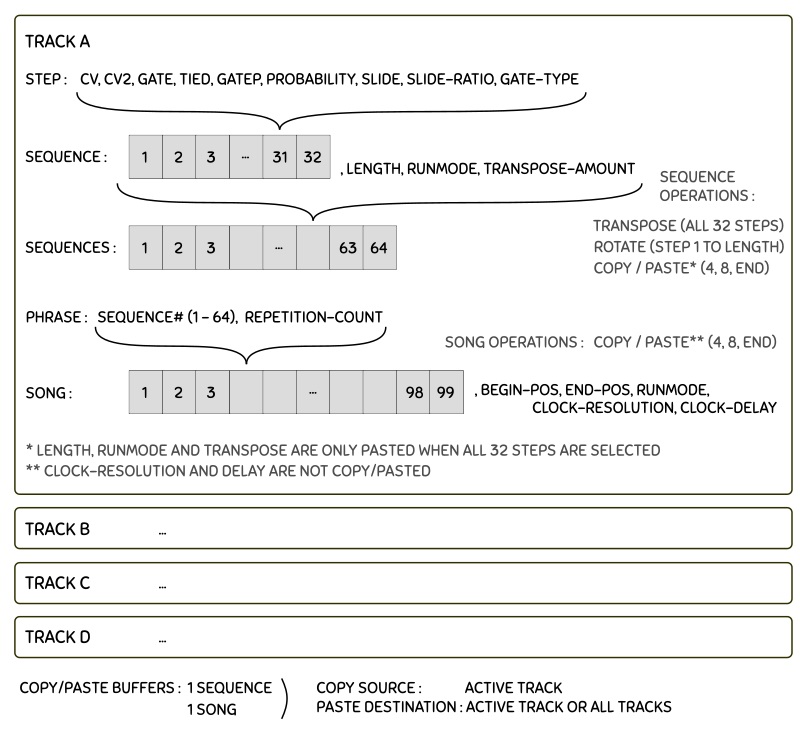 TRACK A
STEP : CV, CV2, GATE, TIED, GATEP, PROBABILITY, SLIDE, SLIDE-RATIO, GATE-TYPE
SEQUENCE : 1 2 3 ... 31 32 , LENGTH, RUNMODE, TRANSPOSE-AMOUNT
SEQUENCE
OPERATIONS :
TRANSPOSE (ALL 32 STEPS)
ROTATE (STEP 1 TO LENGTH)
COPY / PASTE* (4, 8, END)
SEQUENCES : 1 2 3 ... 63 64
PHRASE : SEQUENCE# (1 - 64), REPETITION-COUNT
SONG OPERATIONS : COPY / PASTE** (4, 8, END)
SONG : 1 2 3 ... 98 99 , BEGIN-POS, END-POS, RUNMODE,
CLOCK-RESOLUTION, CLOCK-DELAY
* LENGTH, RUNMODE AND TRANSPOSE ARE ONLY PASTED WHEN ALL 32 STEPS ARE SELECTED
** CLOCK-RESOLUTION AND DELAY ARE NOT COPY/PASTED
TRACK B ...
TRACK C ...
TRACK D ...
COPY/PASTE BUFFERS : 1 SEQUENCE
1 SONG
COPY SOURCE : ACTIVE TRACK
PASTE DESTINATION : ACTIVE TRACK OR ALL TRACKS